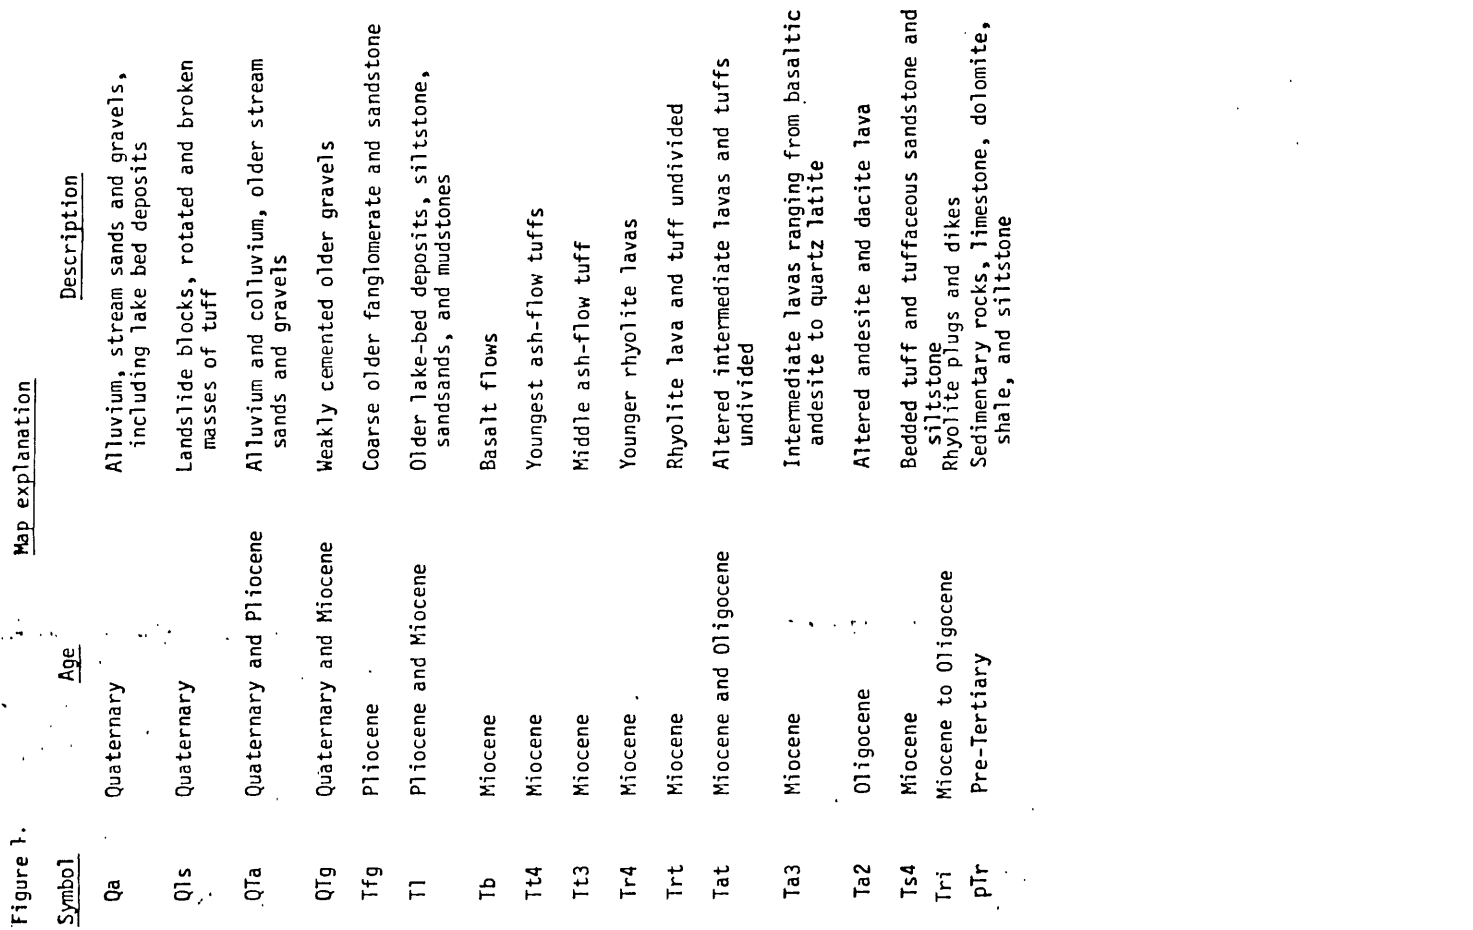 Figure 1. Map explanation
Symbol Age Description
Qa Quaternary Alluvium, stream sands and gravels,
including lake bed deposits
Qls Quaternary Landslide blocks, rotated and broken
masses of tuff
QTa Quaternary and Pliocene Alluvium and colluvium, older stream
sands and gravels
QTg Quaternary and Miocene Weakly cemented older gravels
Tfg Pliocene Coarse older fanglomerate and sandstone
Tl Pliocene and Miocene Older lake-bed deposits, siltstone,
sandsands, and mudstones
Tb Miocene Basalt flows
Tt4 Miocene Youngest ash-flow tuffs
Tt3 Miocene Middle ash-flow tuff
Tr4 Miocene Younger rhyolite lavas
Trt Miocene Rhyolite lava and tuff undivided
Tat Miocene and Oligocene Altered intermediate lavas and tuffs
undivided
Ta3 Miocene Intermediate lavas ranging from basaltic
andesite to quartz latite
Ta2 Oligocene Altered andesite and dacite lava
Ts4 Miocene Bedded tuff and tuffaceous sandstone and
siltstone
Tri Miocene to Oligocene Rhyolite plugs and dikes
pTr Pre-Tertiary Sedimentary rocks, limestone, dolomite,
shale, and siltstone